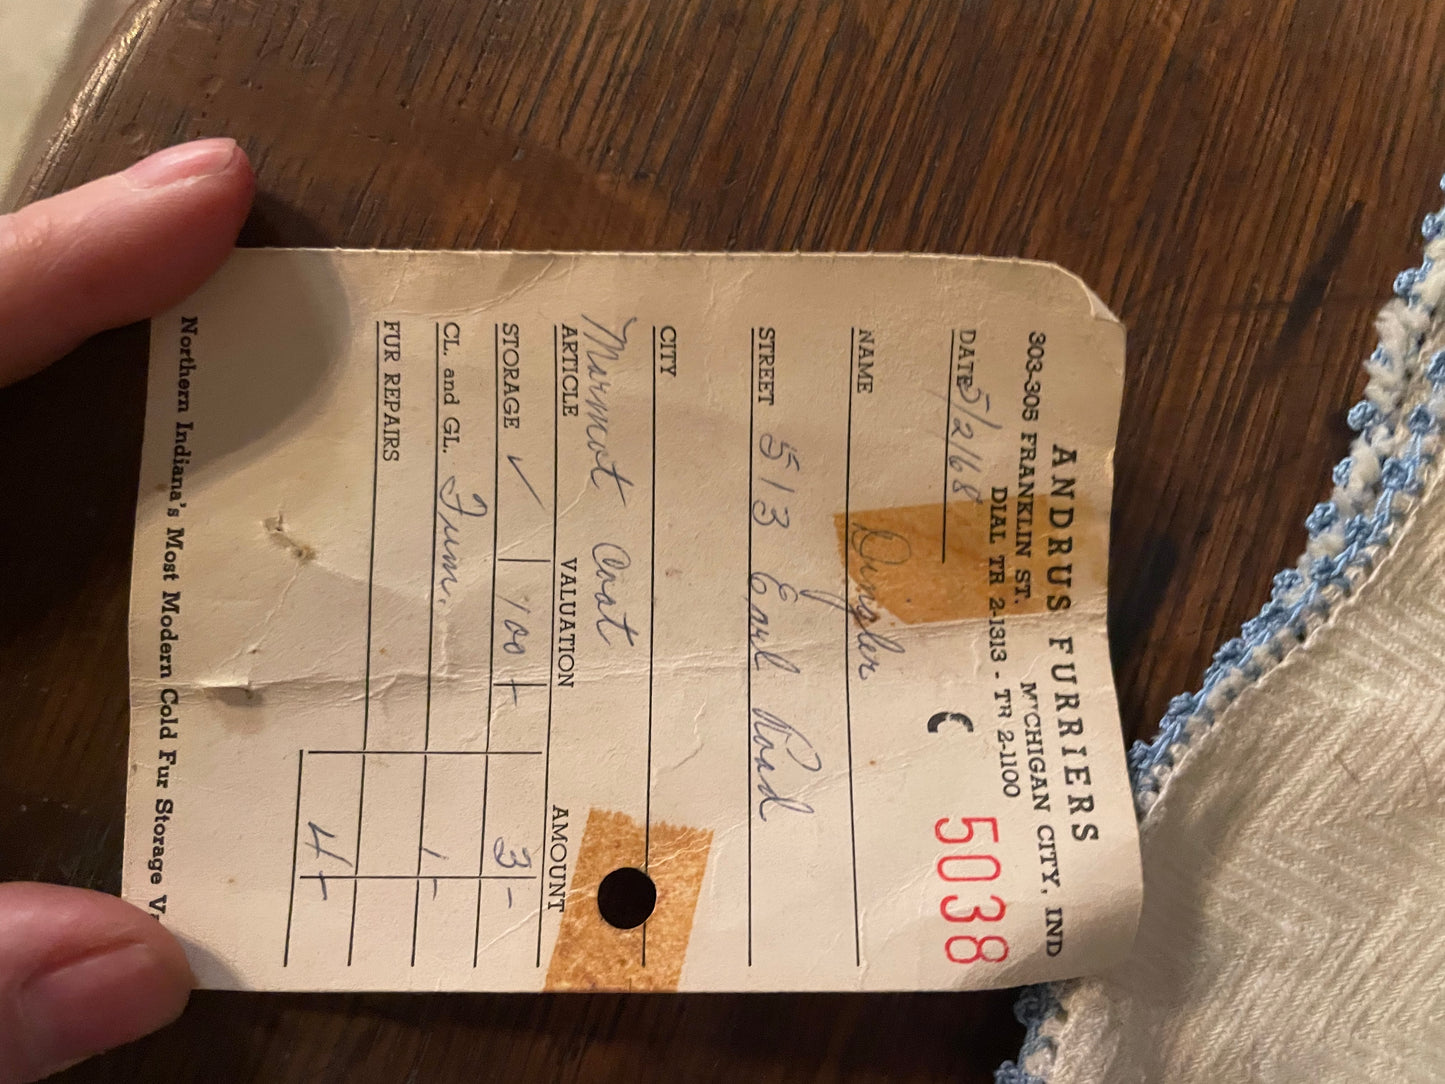 ANDRUS FURRIERS
303-305 FRANKLIN ST. MICHIGAN CITY, IND
DIAL TR 2-1313 - TR 2-1100
DATE 5/2/68 C 5038
NAME
STREET 513 Earl Road
CITY
Marmot Coat
ARTICLE VALUATION AMOUNT
STORAGE ✓ 100- 3-
CL. and GL. Fum. 1-
FUR REPAIRS
4-
Northern Indiana's Most Modern Cold Fur Storage